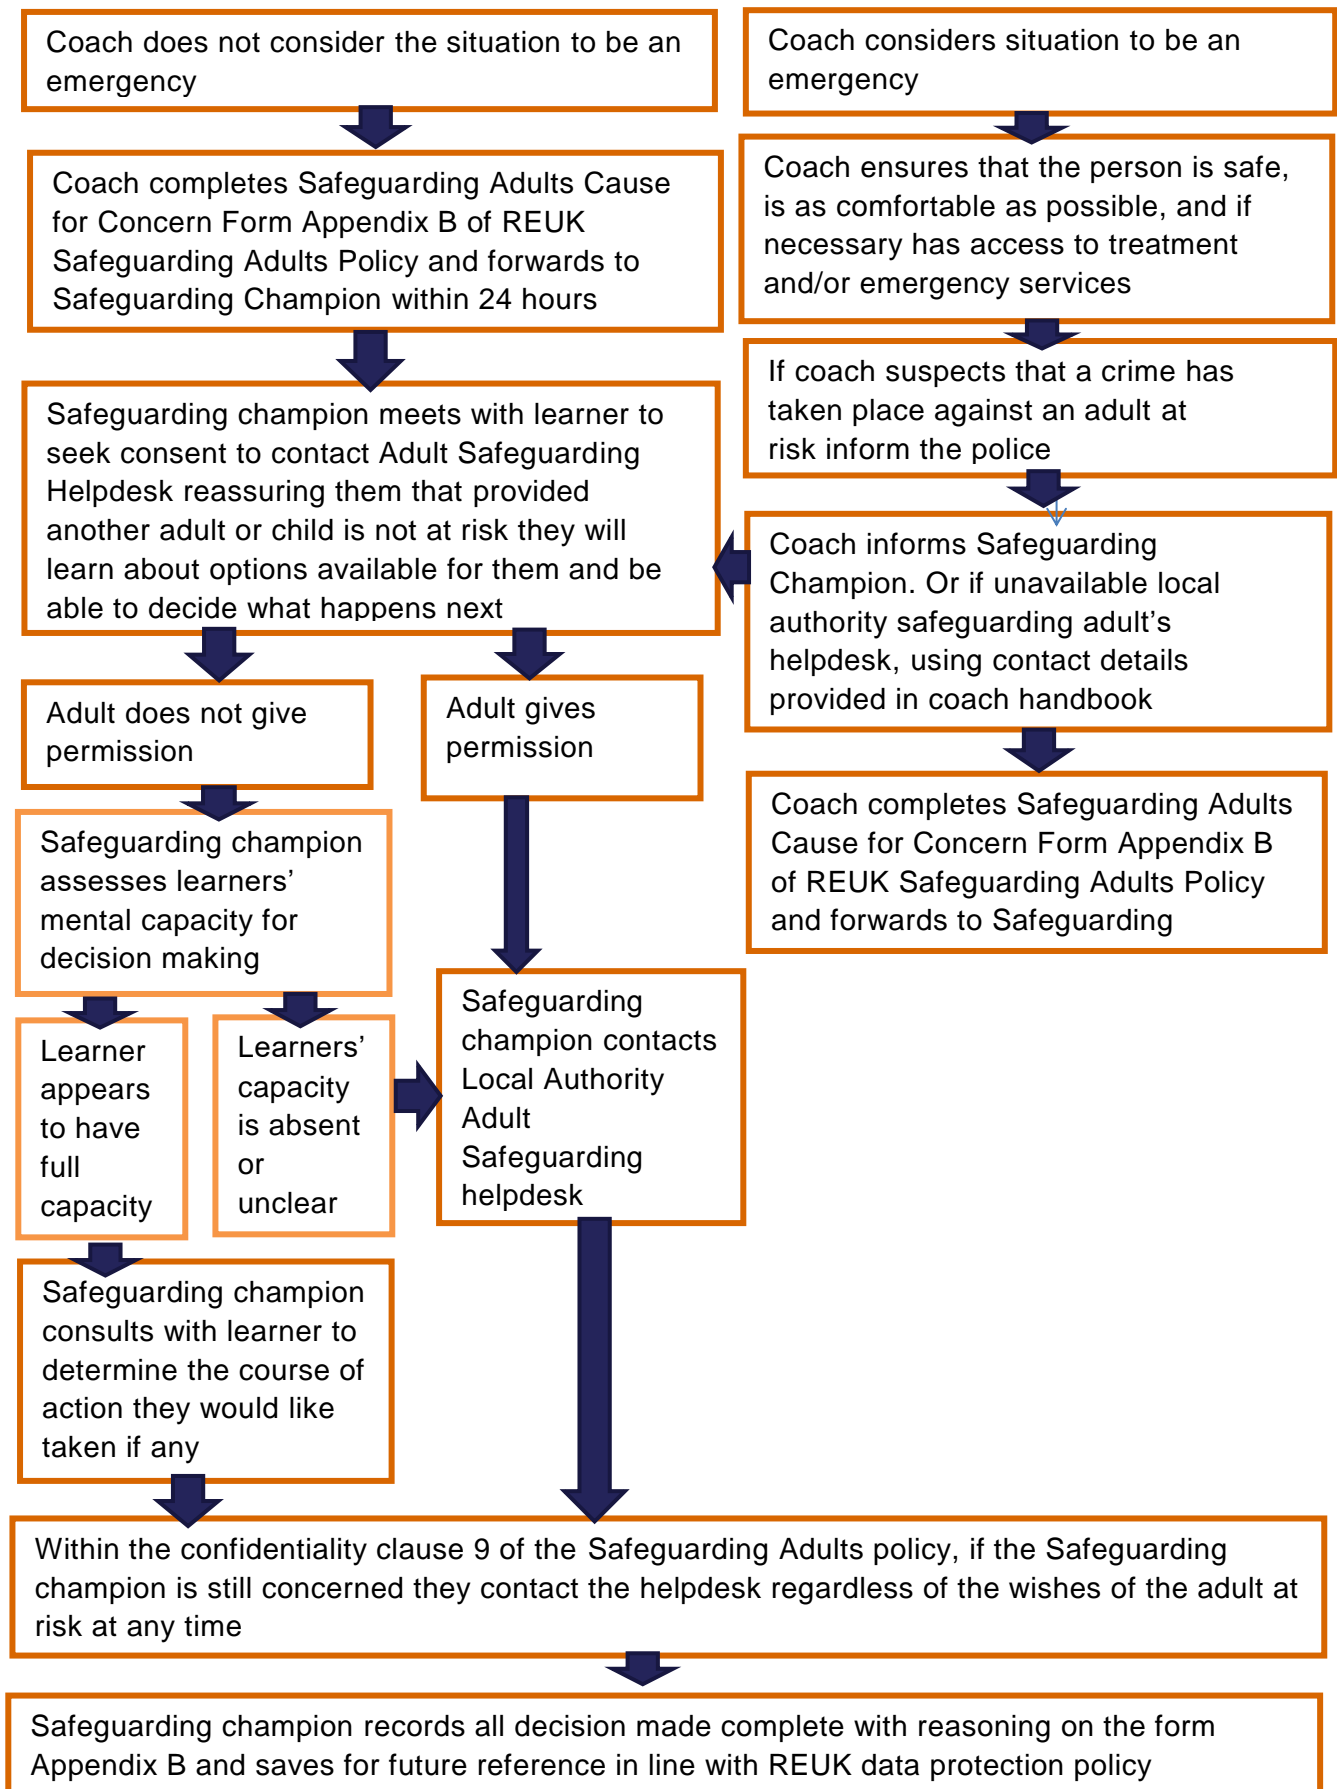 Coach does not consider the situation to be an
emergency
Coach considers situation to be an
emergency
Coach completes Safeguarding Adults Cause
for Concern Form Appendix B of REUK
Safeguarding Adults Policy and forwards to
Safeguarding Champion within 24 hours
Coach ensures that the person is safe,
is as comfortable as possible, and if
necessary has access to treatment
and/or emergency services
If coach suspects that a crime has
taken place against an adult at
risk inform the police
Safeguarding champion meets with learner to
seek consent to contact Adult Safeguarding
Helpdesk reassuring them that provided
another adult or child is not at risk they will
learn about options available for them and be
able to decide what happens next
Coach informs Safeguarding
Champion. Or if unavailable local
authority safeguarding adult's
helpdesk, using contact details
provided in coach handbook
Adult does not give
permission
Adult gives
permission
Coach completes Safeguarding Adults
Cause for Concern Form Appendix B
of REUK Safeguarding Adults Policy
and forwards to Safeguarding
Safeguarding champion
assesses learners’
mental capacity for
decision making
Learner
appears
to have
full
capacity
Learners’
capacity
is absent
or
unclear
Safeguarding
champion contacts
Local Authority
Adult
Safeguarding
helpdesk
Safeguarding champion
consults with learner to
determine the course of
action they would like
taken if any
Within the confidentiality clause 9 of the Safeguarding Adults policy, if the Safeguarding
champion is still concerned they contact the helpdesk regardless of the wishes of the adult at
risk at any time
Safeguarding champion records all decision made complete with reasoning on the form
Appendix B and saves for future reference in line with REUK data protection policy